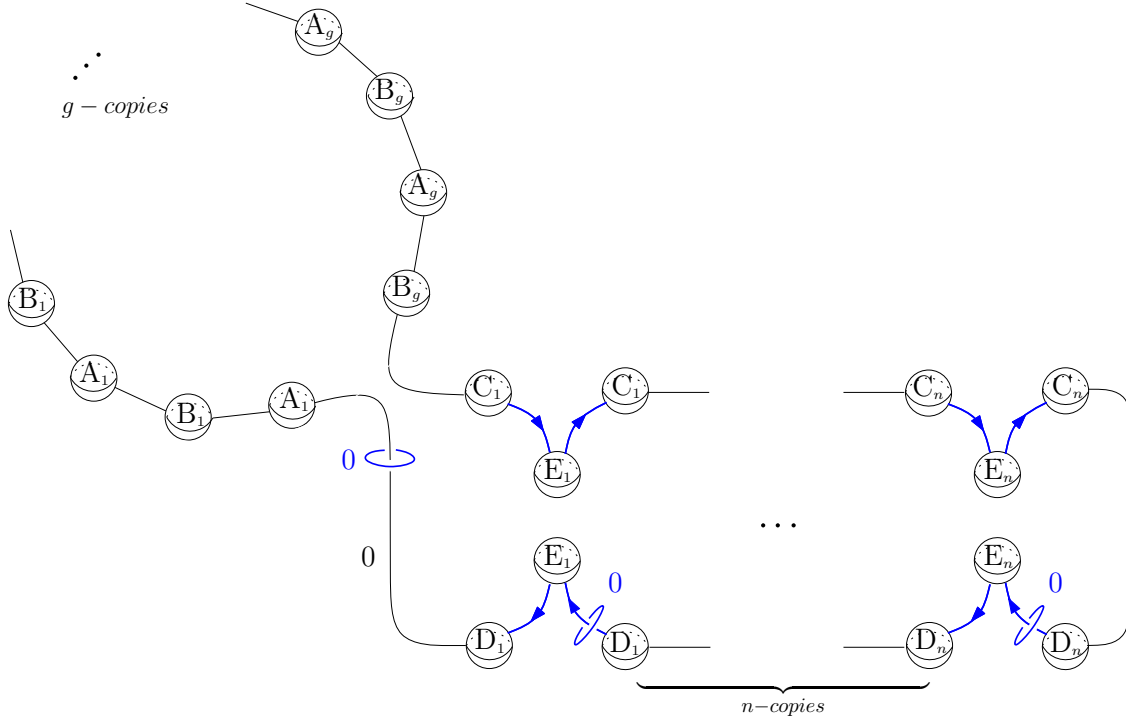 A_g
B_g
g − copies
A_g
B_g
B_1
A_1
A_1
B_1
C_1
C_1
C_n
C_n
0
E_1
E_n
...
0
E_1
E_n
0
0
D_1
D_1
D_n
D_n
n−copies